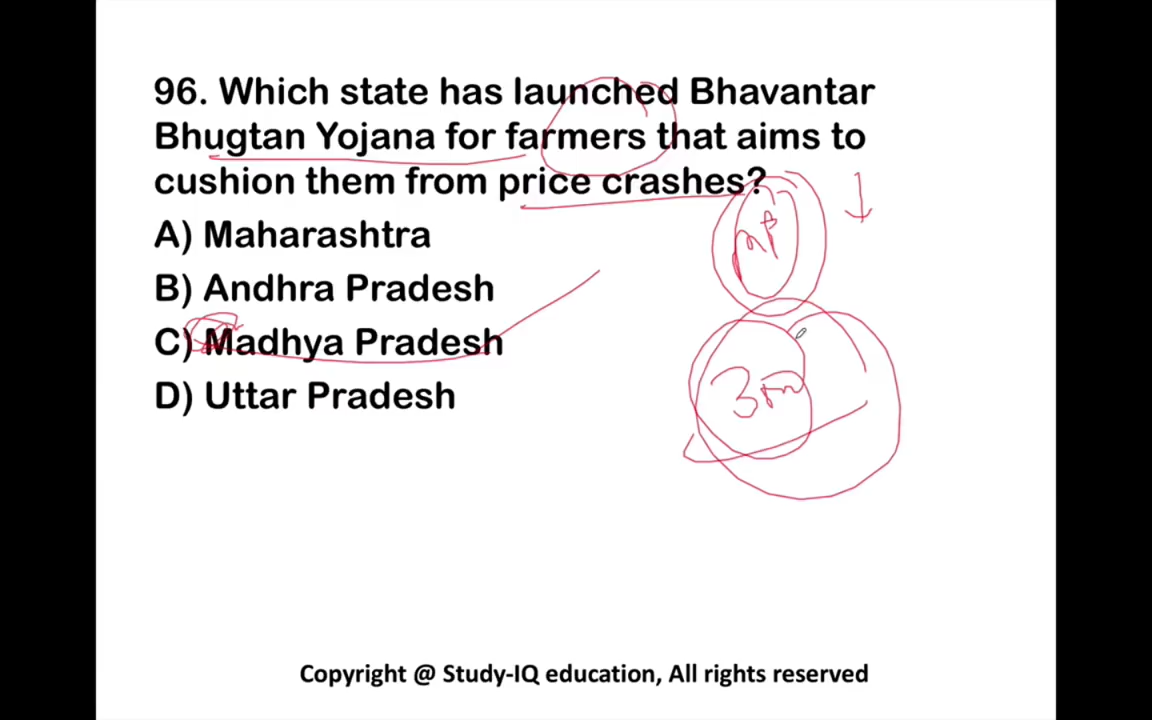 96. Which state has launched Bhavantar
Bhugtan Yojana for farmers that aims to
cushion them from price crashes?
A) Maharashtra
B) Andhra Pradesh
C) Madhya Pradesh
D) Uttar Pradesh
Copyright @ Study-IQ education, All rights reserved